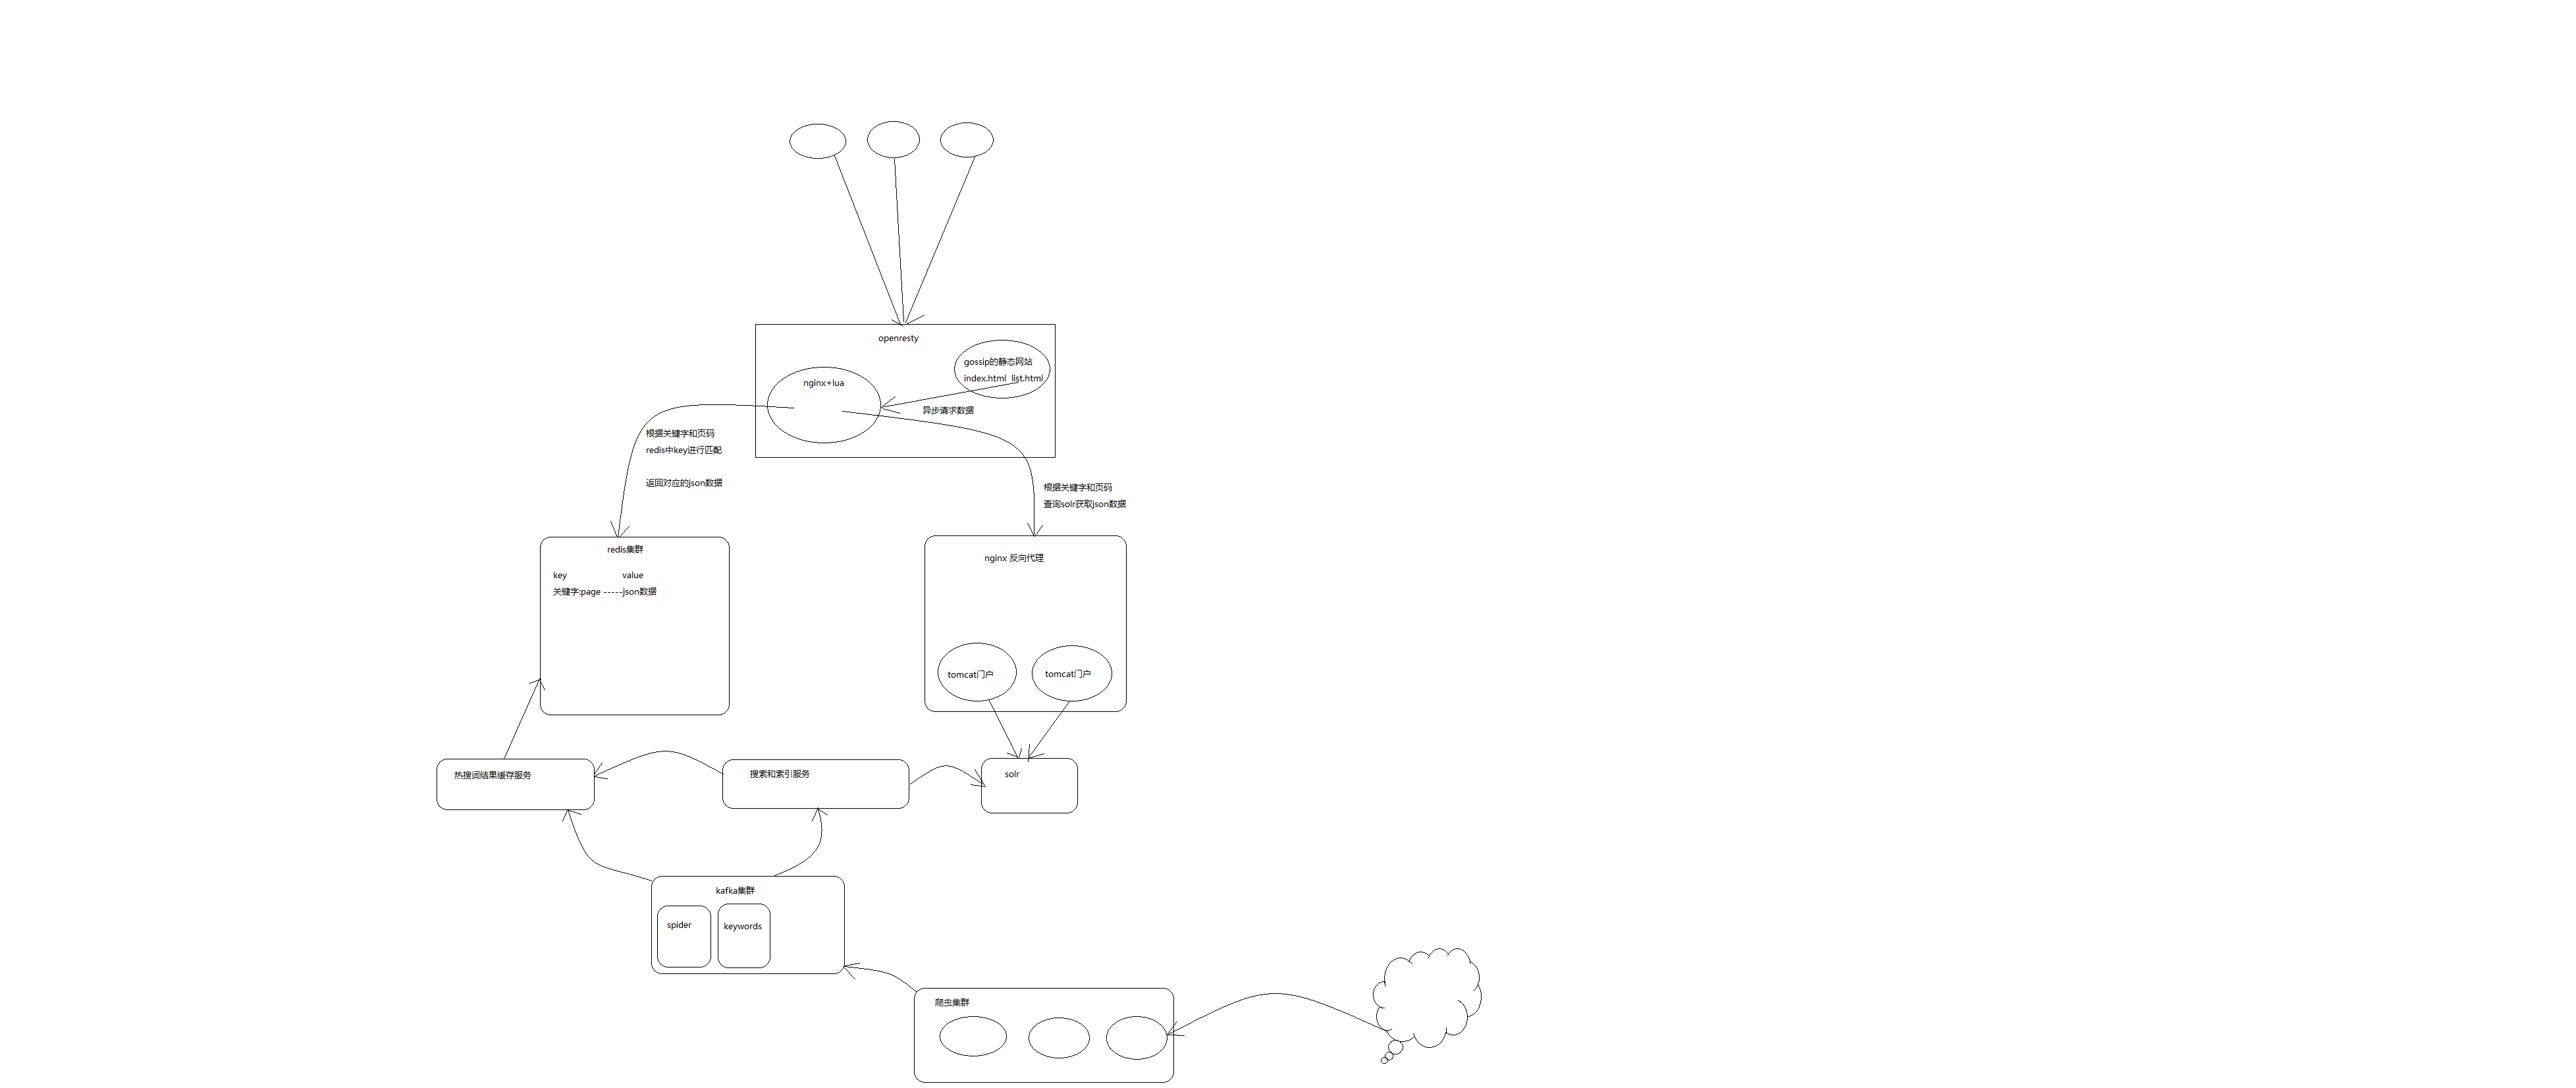 openresty
gossip的静态网站
index.html  list.html
nginx+lua
异步请求数据
根据关键字和页码
redis中key进行匹配
返回对应的json数据
根据关键字和页码
查询solr获取json数据
redis集群
key value
关键字:page -----json数据
nginx 反向代理
tomcat门户
tomcat门户
热搜词结果缓存服务
搜索和索引服务
solr
kafka集群
spider
keywords
爬虫集群